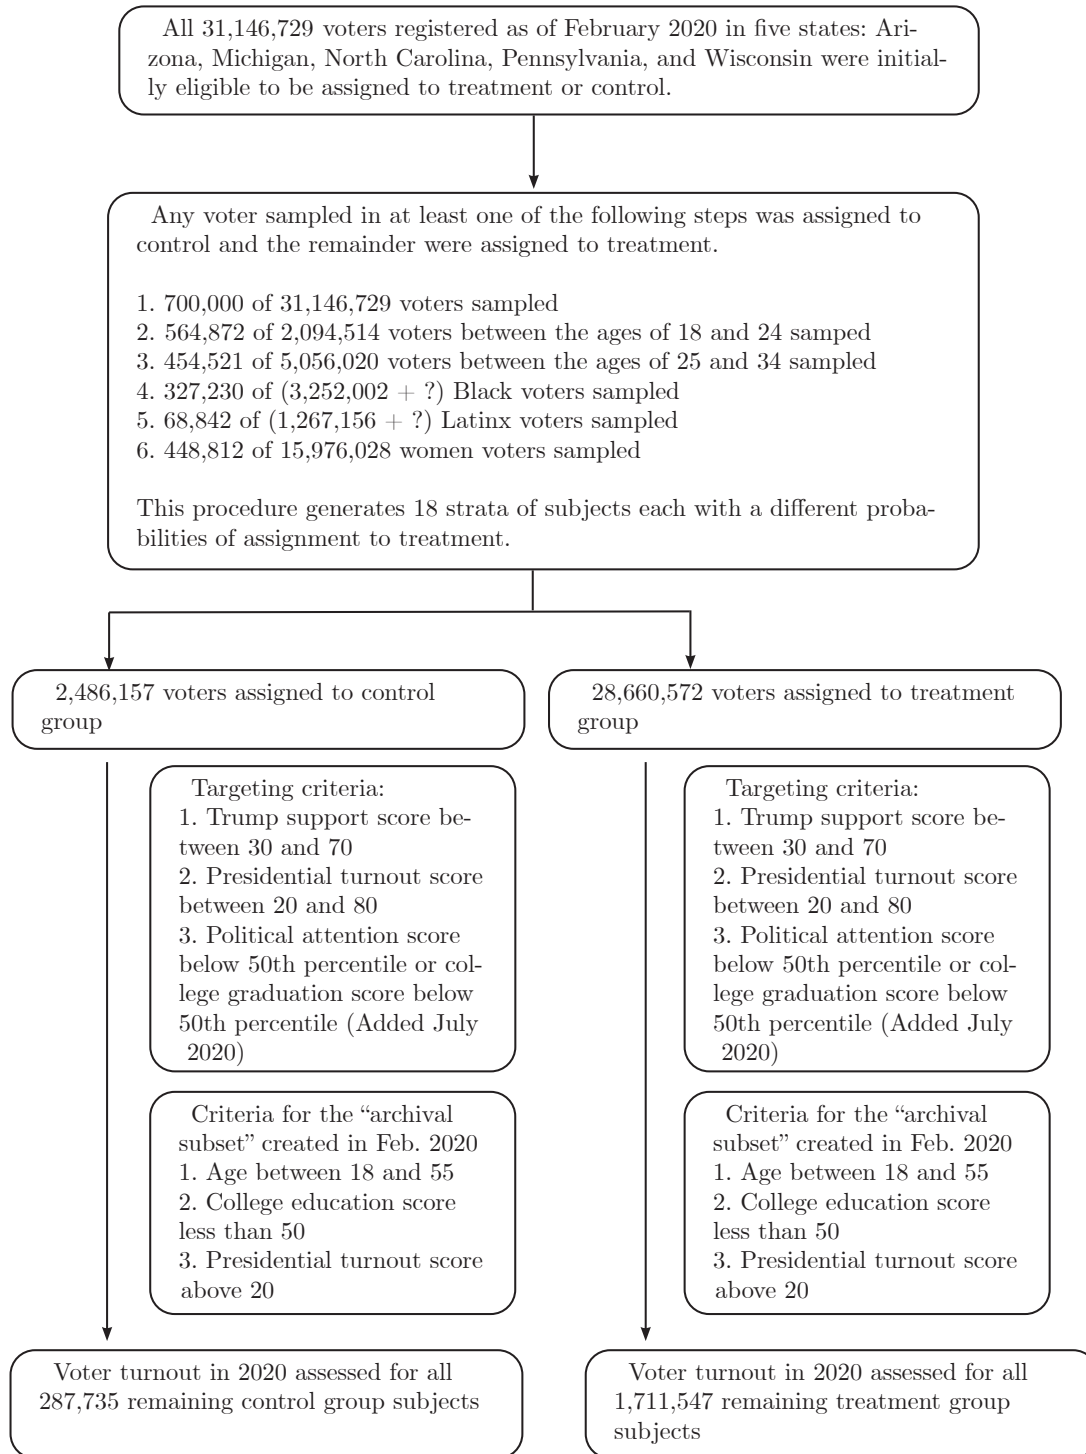 All 31,146,729 voters registered as of February 2020 in five states: Ari-
zona, Michigan, North Carolina, Pennsylvania, and Wisconsin were initial-
ly eligible to be assigned to treatment or control.
Any voter sampled in at least one of the following steps was assigned to
control and the remainder were assigned to treatment.
1. 700,000 of 31,146,729 voters sampled
2. 564,872 of 2,094,514 voters between the ages of 18 and 24 samped
3. 454,521 of 5,056,020 voters between the ages of 25 and 34 sampled
4. 327,230 of (3,252,002 + ?) Black voters sampled
5. 68,842 of (1,267,156 + ?) Latinx voters sampled
6. 448,812 of 15,976,028 women voters sampled
This procedure generates 18 strata of subjects each with a different proba-
bilities of assignment to treatment.
2,486,157 voters assigned to control
group
28,660,572 voters assigned to treatment
group
Targeting criteria:
1. Trump support score be-
tween 30 and 70
2. Presidential turnout score
between 20 and 80
3. Political attention score
below 50th percentile or col-
lege graduation score below
50th percentile (Added July
2020)
Targeting criteria:
1. Trump support score be-
tween 30 and 70
2. Presidential turnout score
between 20 and 80
3. Political attention score
below 50th percentile or col-
lege graduation score below
50th percentile (Added July
2020)
Criteria for the “archival
subset” created in Feb. 2020
1. Age between 18 and 55
2. College education score
less than 50
3. Presidential turnout score
above 20
Criteria for the “archival
subset” created in Feb. 2020
1. Age between 18 and 55
2. College education score
less than 50
3. Presidential turnout score
above 20
Voter turnout in 2020 assessed for all
287,735 remaining control group subjects
Voter turnout in 2020 assessed for all
1,711,547 remaining treatment group
subjects